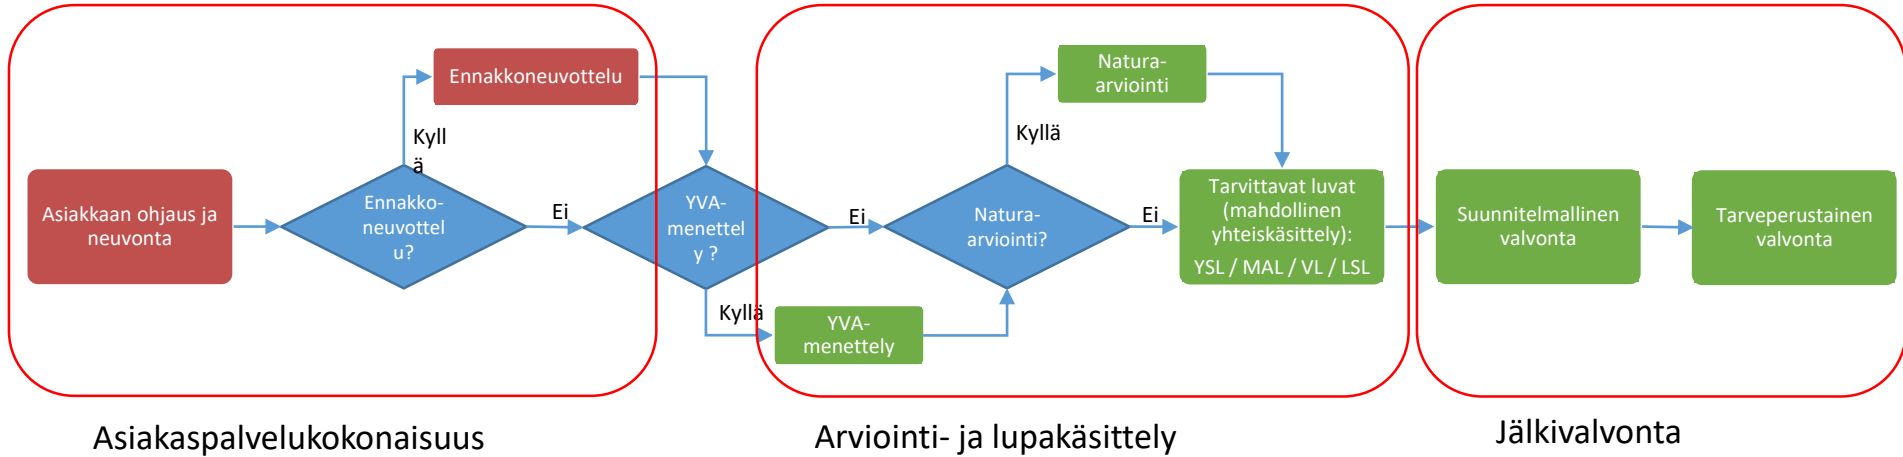 Asiakkaan ohjaus ja
neuvonta
Ennakko-
neuvottel
u?
Kyll
ä
Ennakkoneuvottelu
Ei
YVA-
menettel
y ?
Kyllä
YVA-
menettely
Ei
Natura-
arviointi?
Kyllä
Natura-
arviointi
Ei
Tarvittavat luvat
(mahdollinen
yhteiskäsittely):
YSL / MAL / VL / LSL
Suunnitelmallinen
valvonta
Tarveperustainen
valvonta
Asiakaspalvelukokonaisuus
Arviointi- ja lupakäsittely
Jälkivalvonta